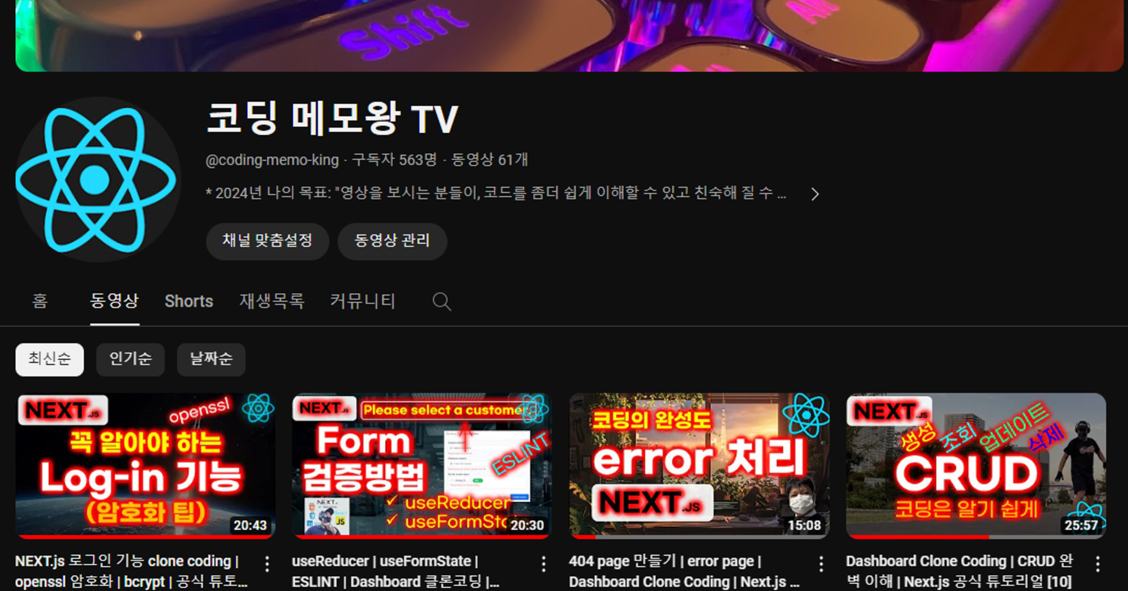 Shift
Alt
코딩 메모왕 TV
@coding-memo-king · 구독자 563명 · 동영상 61개
* 2024년 나의 목표: "영상을 보시는 분들이, 코드를 좀더 쉽게 이해할 수 있고 친숙해 질 수 ...
채널 맞춤설정 동영상 관리
홈 동영상 Shorts 재생목록 커뮤니티
최신순 인기순 날짜순
NEXT.JS openssl
꼭 알아야 하는
Log-in 기능
(암호화 팁)
20:43
NEXT.js 로그인 기능 clone coding |
openssl 암호화 | bcrypt | 공식 튜토...
NEXT.JS Please select a customer.
Form
검증방법
ESLINT
NEXT.JS
JS
✓ useReducer
✓ useFormSta
20:30
useReducer | useFormState |
ESLINT | Dashboard 클론코딩 |...
코딩의 완성도
error 처리
NEXT.JS
15:08
404 page 만들기 | error page |
Dashboard Clone Coding | Next.js ...
NEXT.JS
생성 조회 업데이트 삭제
CRUD
코딩은 알기 쉽게
25:57
Dashboard Clone Coding | CRUD 완
벽 이해 | Next.js 공식 튜토리얼 [10]